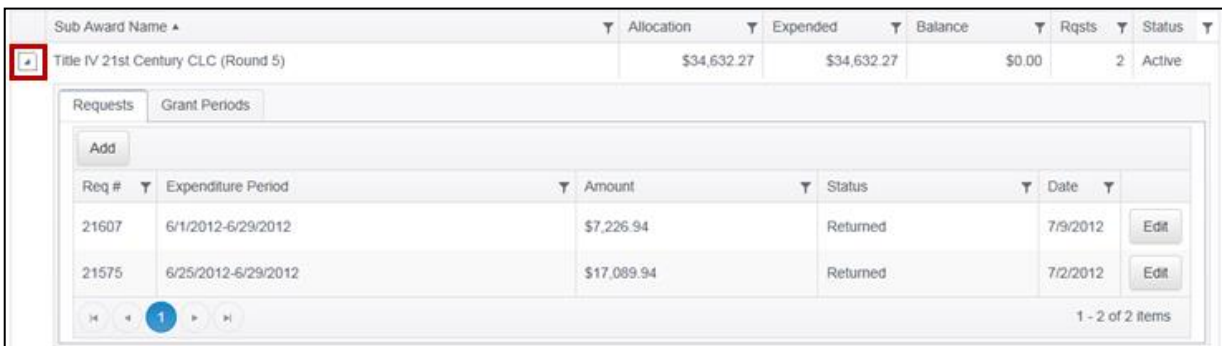 Sub Award Name Allocation Expended Balance Rqsts Status
Title IV 21st Century CLC (Round 5) $34,632.27 $34,632.27 $0.00 2 Active
Requests Grant Periods
Add
Req # Expenditure Period Amount Status Date
21607 6/1/2012-6/29/2012 $7,226.94 Returned 7/9/2012 Edit
21575 6/25/2012-6/29/2012 $17,089.94 Returned 7/2/2012 Edit
1 1 - 2 of 2 items